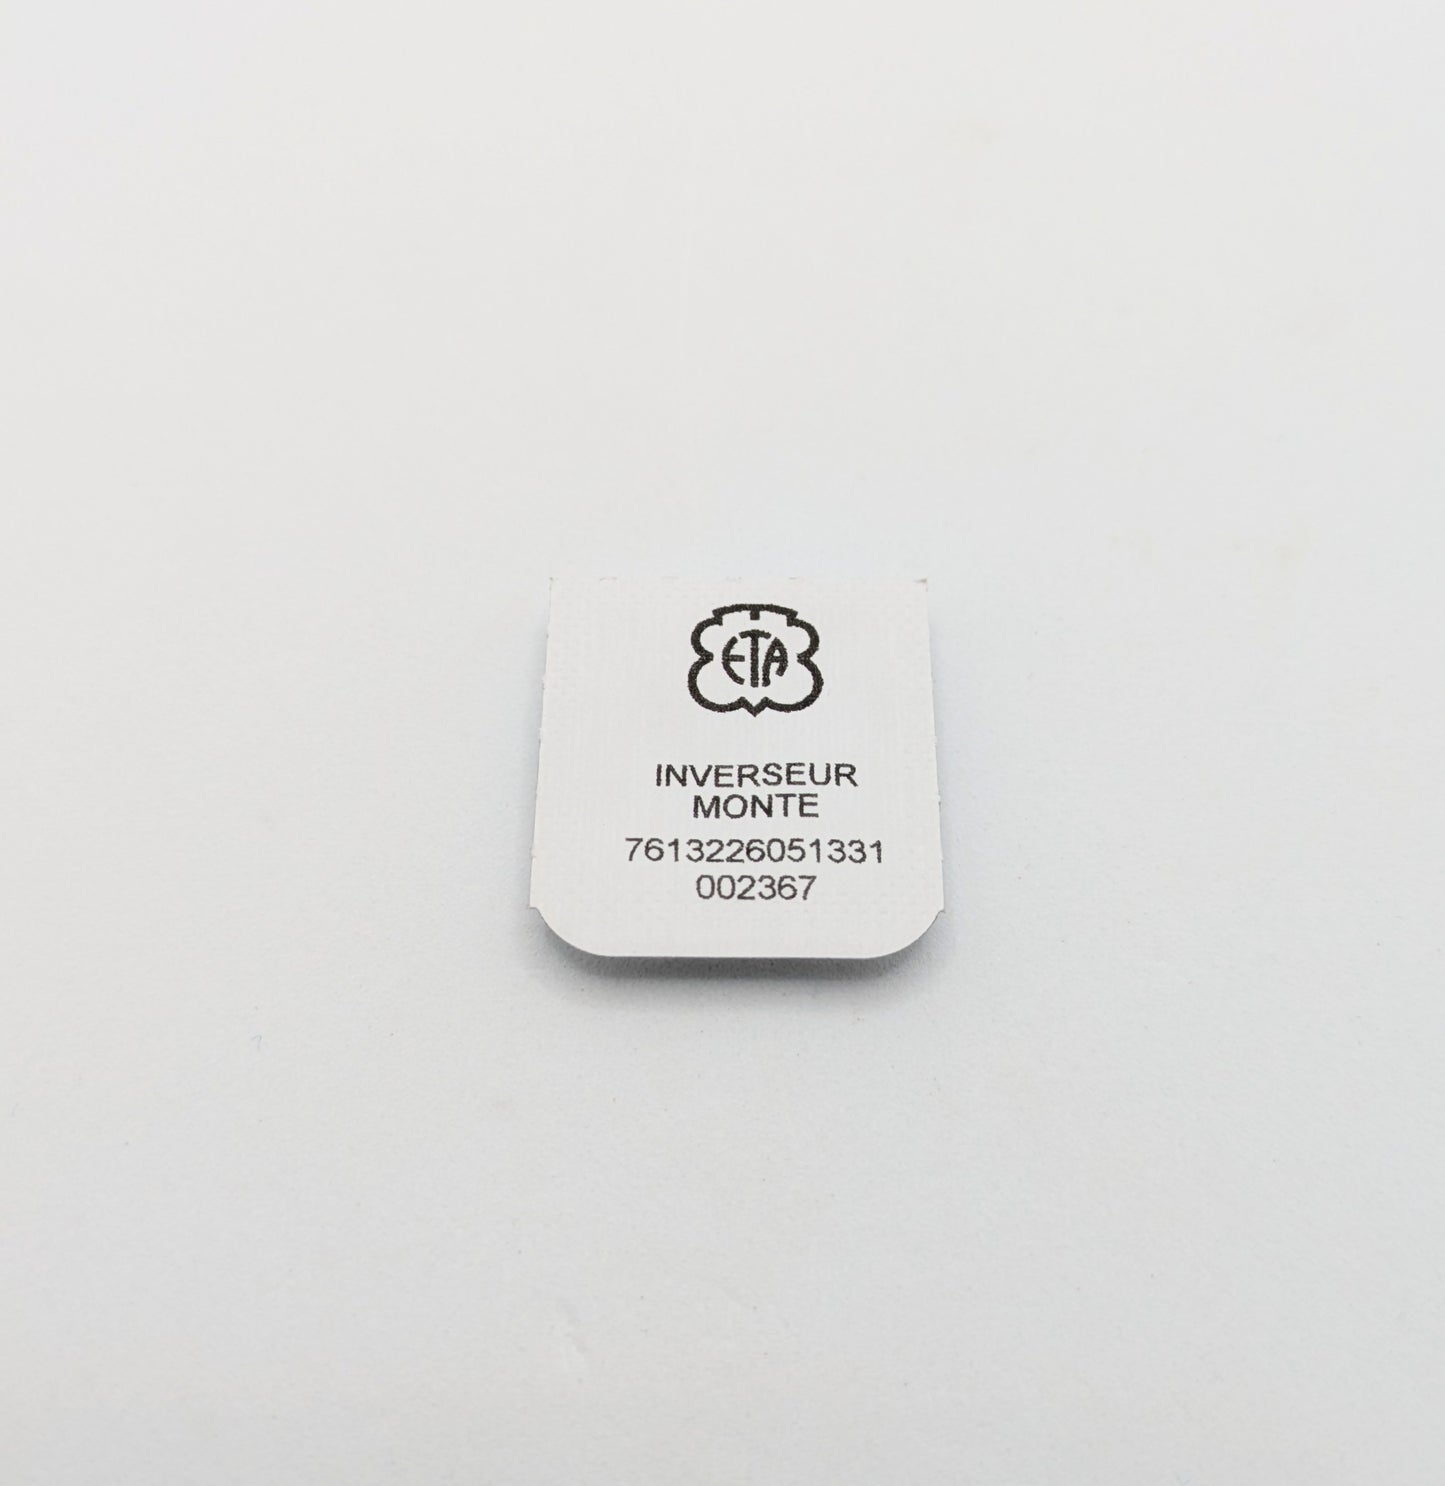 ETA
INVERSEUR
MONTE
7613226051331
002367